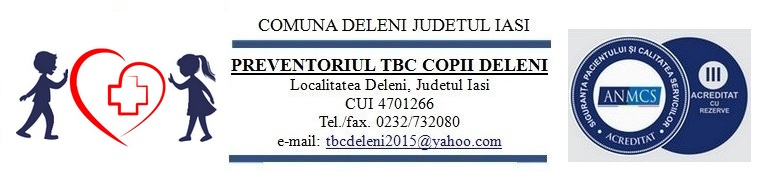 COMUNA DELENI JUDETUL IASI
PREVENTORIUL TBC COPII DELENI
Localitatea Deleni, Judetul Iasi
CUI 4701266
Tel./fax. 0232/732080
e-mail: tbcdeleni2015@yahoo.com
SIGURANȚA PACIENTULUI ȘI CALITATEA SERVICIILOR
ANMCS
• ACREDITAT •
III
ACREDITAT
CU
REZERVE